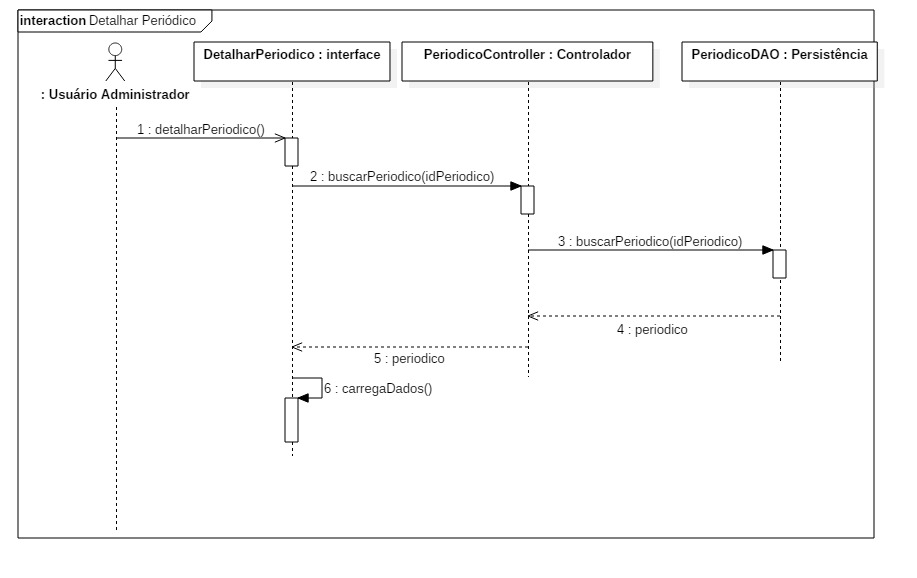 interaction Detalhar Periódico
DetalharPeriodico : interface
PeriodicoController : Controlador
PeriodicoDAO : Persistência
: Usuário Administrador
1 : detalharPeriodico()
2 : buscarPeriodico(idPeriodico)
3 : buscarPeriodico(idPeriodico)
4 : periodico
5 : periodico
6 : carregaDados()